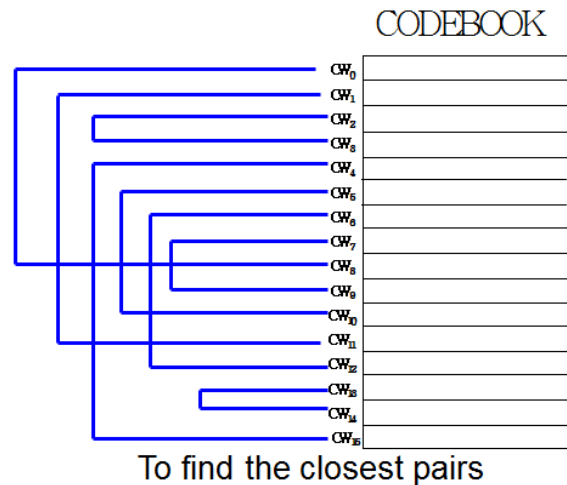 CODEBOOK
CW₀
CW₁
CW₂
CW₃
CW₄
CW₅
CW₆
CW₇
CW₈
CW₉
CW₁₀
CW₁₁
CW₁₂
CW₁₃
CW₁₄
CW₁₅
To find the closest pairs